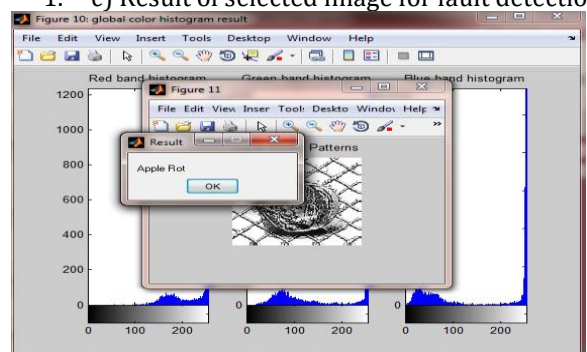 1. c) Result of selected image for fault detection
Figure 10: global color histogram result
File Edit View Insert Tools Desktop Window Help
Red band histogram Green band histogram Blue band histogram
Figure 11
File Edit View Inser Tool: Deskto Windov Help
Result
Patterns
Apple Rot
OK
1200
1000
800
600
400
200
0 0 0
0 100 200 0 100 200 0 100 200